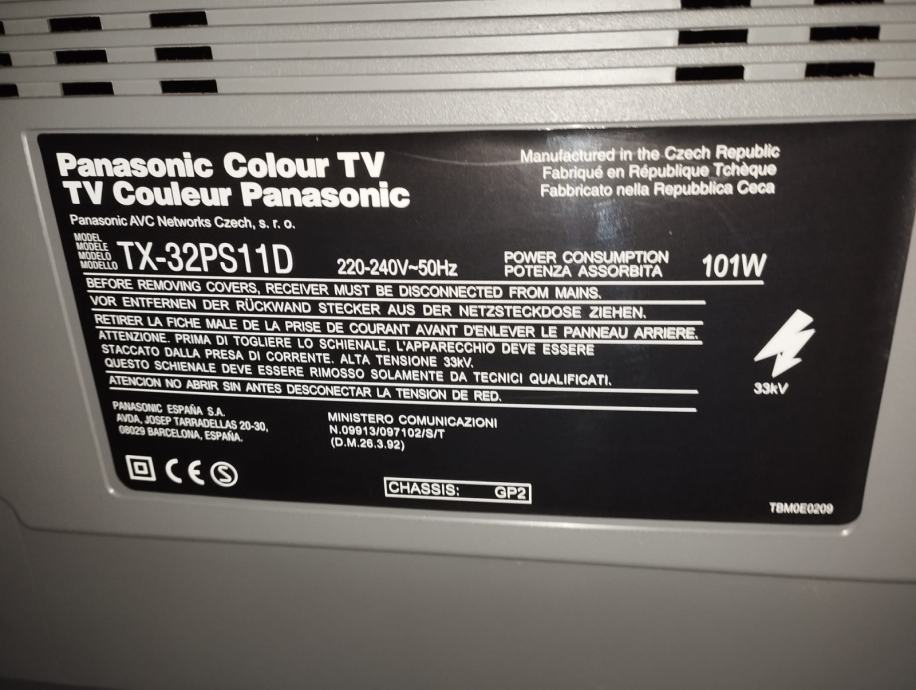 Panasonic Colour TV
TV Couleur Panasonic
Panasonic AVC Networks Czech, s. r. o.
Manufactured in the Czech Republic
Fabriqué en République Tchèque
Fabbricato nella Repubblica Ceca
MODEL
MODELE
MODELO
MODELLO
TX-32PS11D
220-240V~50Hz
POWER CONSUMPTION
POTENZA ASSORBITA
101W
BEFORE REMOVING COVERS, RECEIVER MUST BE DISCONNECTED FROM MAINS.
VOR ENTFERNEN DER RÜCKWAND STECKER AUS DER NETZSTECKDOSE ZIEHEN.
RETIRER LA FICHE MALE DE LA PRISE DE COURANT AVANT D'ENLEVER LE PANNEAU ARRIERE.
ATTENZIONE. PRIMA DI TOGLIERE LO SCHIENALE, L'APPARECCHIO DEVE ESSERE
STACCATO DALLA PRESA DI CORRENTE. ALTA TENSIONE 33kV.
QUESTO SCHIENALE DEVE ESSERE RIMOSSO SOLAMENTE DA TECNICI QUALIFICATI.
ATENCION NO ABRIR SIN ANTES DESCONECTAR LA TENSION DE RED.
33kV
PANASONIC ESPAÑA S.A.
AVDA, JOSEP TARRADELLAS 20-30,
08029 BARCELONA, ESPAÑA.
MINISTERO COMUNICAZIONI
N.09913/097102/S/T
(D.M.26.3.92)
CE S
CHASSIS: GP2
TBM0E0209